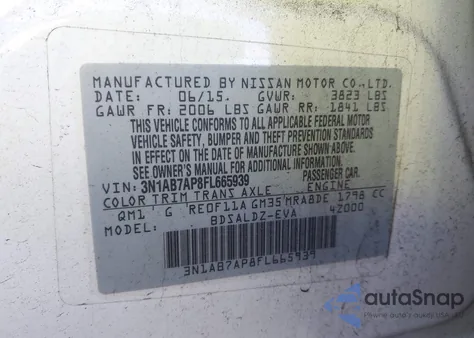 MANUFACTURED BY NISSAN MOTOR CO., LTD.
DATE: 06/15. GVWR: 3823 LBS
GAWR FR: 2006 LBS GAWR RR: 1841 LBS
THIS VEHICLE CONFORMS TO ALL APPLICABLE FEDERAL MOTOR
VEHICLE SAFETY, BUMPER AND THEFT PREVENTION STANDARDS
IN EFFECT ON THE DATE OF MANUFACTURE SHOWN ABOVE.
SEE OWNER'S MANUAL FOR ADDITIONAL INFORMATION.
VIN: 3N1AB7AP8FL665939 PASSENGER CAR
COLOR TRIM TRANS AXLE ENGINE
QM1 G RE0F11A GM35 MRA8DE 1798 CC
MODEL: BDSALDZ-EVA 4Z000
3N1AB7AP8FL665939
autoSnap